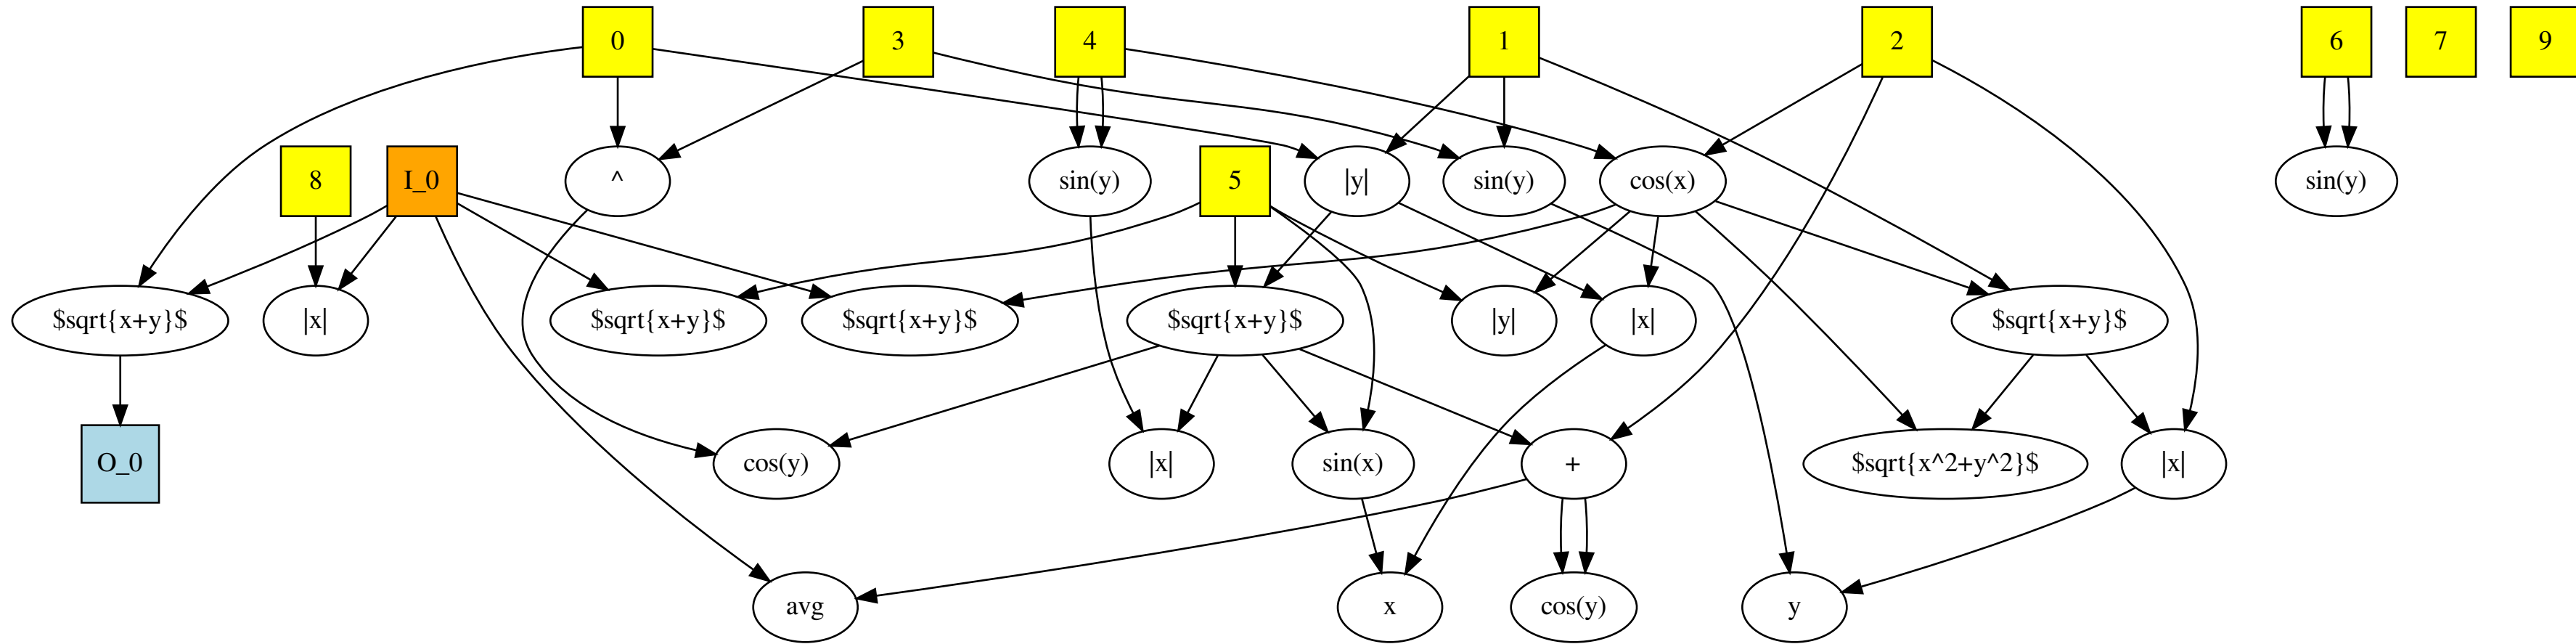 0
3
4
1
2
6
7
9
8
I_0
^
sin(y)
5
|y|
sin(y)
cos(x)
sin(y)
$sqrt{x+y}$
|x|
$sqrt{x+y}$
$sqrt{x+y}$
$sqrt{x+y}$
|y|
|x|
$sqrt{x+y}$
O_0
cos(y)
|x|
sin(x)
+
$sqrt{x^2+y^2}$
|x|
avg
x
cos(y)
y